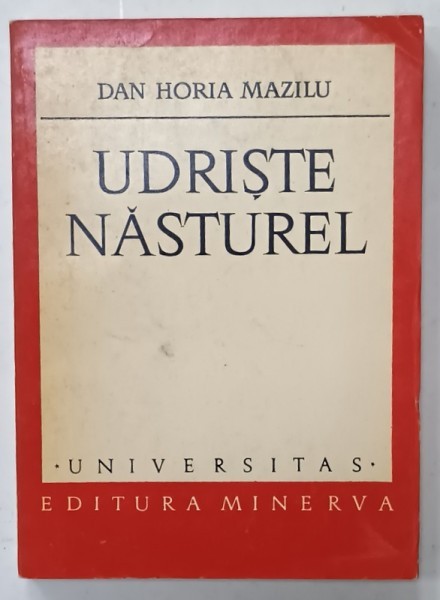 DAN HORIA MAZILU
UDRIȘTE
NĂSTUREL
·UNIVERSITAS·
EDITURA MINERVA